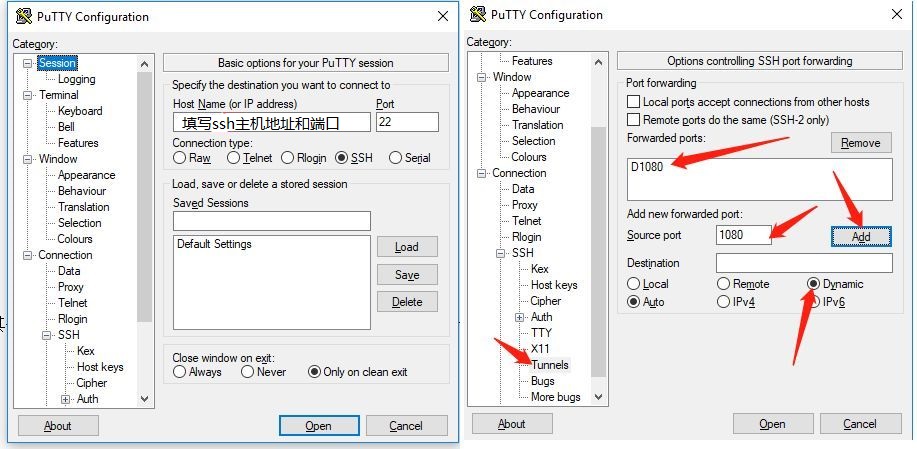 PuTTY Configuration
Category:
Session
Logging
Terminal
Keyboard
Bell
Features
Window
Appearance
Behaviour
Translation
Selection
Colours
Connection
Data
Proxy
Telnet
Rlogin
SSH
Kex
Host keys
Cipher
Auth
Basic options for your PuTTY session
Specify the destination you want to connect to
Host Name (or IP address) Port
填写ssh主机地址和端口 22
Connection type:
Raw Telnet Rlogin SSH Serial
Load, save or delete a stored session
Saved Sessions
Default Settings
Load
Save
Delete
Close window on exit:
Always Never Only on clean exit
About Open Cancel
PuTTY Configuration
Category:
Features
Window
Appearance
Behaviour
Translation
Selection
Colours
Connection
Data
Proxy
Telnet
Rlogin
SSH
Kex
Host keys
Cipher
Auth
TTY
X11
Tunnels
Bugs
More bugs
Options controlling SSH port forwarding
Port forwarding
Local ports accept connections from other hosts
Remote ports do the same (SSH-2 only)
Forwarded ports: Remove
D1080
Add new forwarded port:
Source port 1080 Add
Destination
Local Remote Dynamic
Auto IPv4 IPv6
About Open Cancel